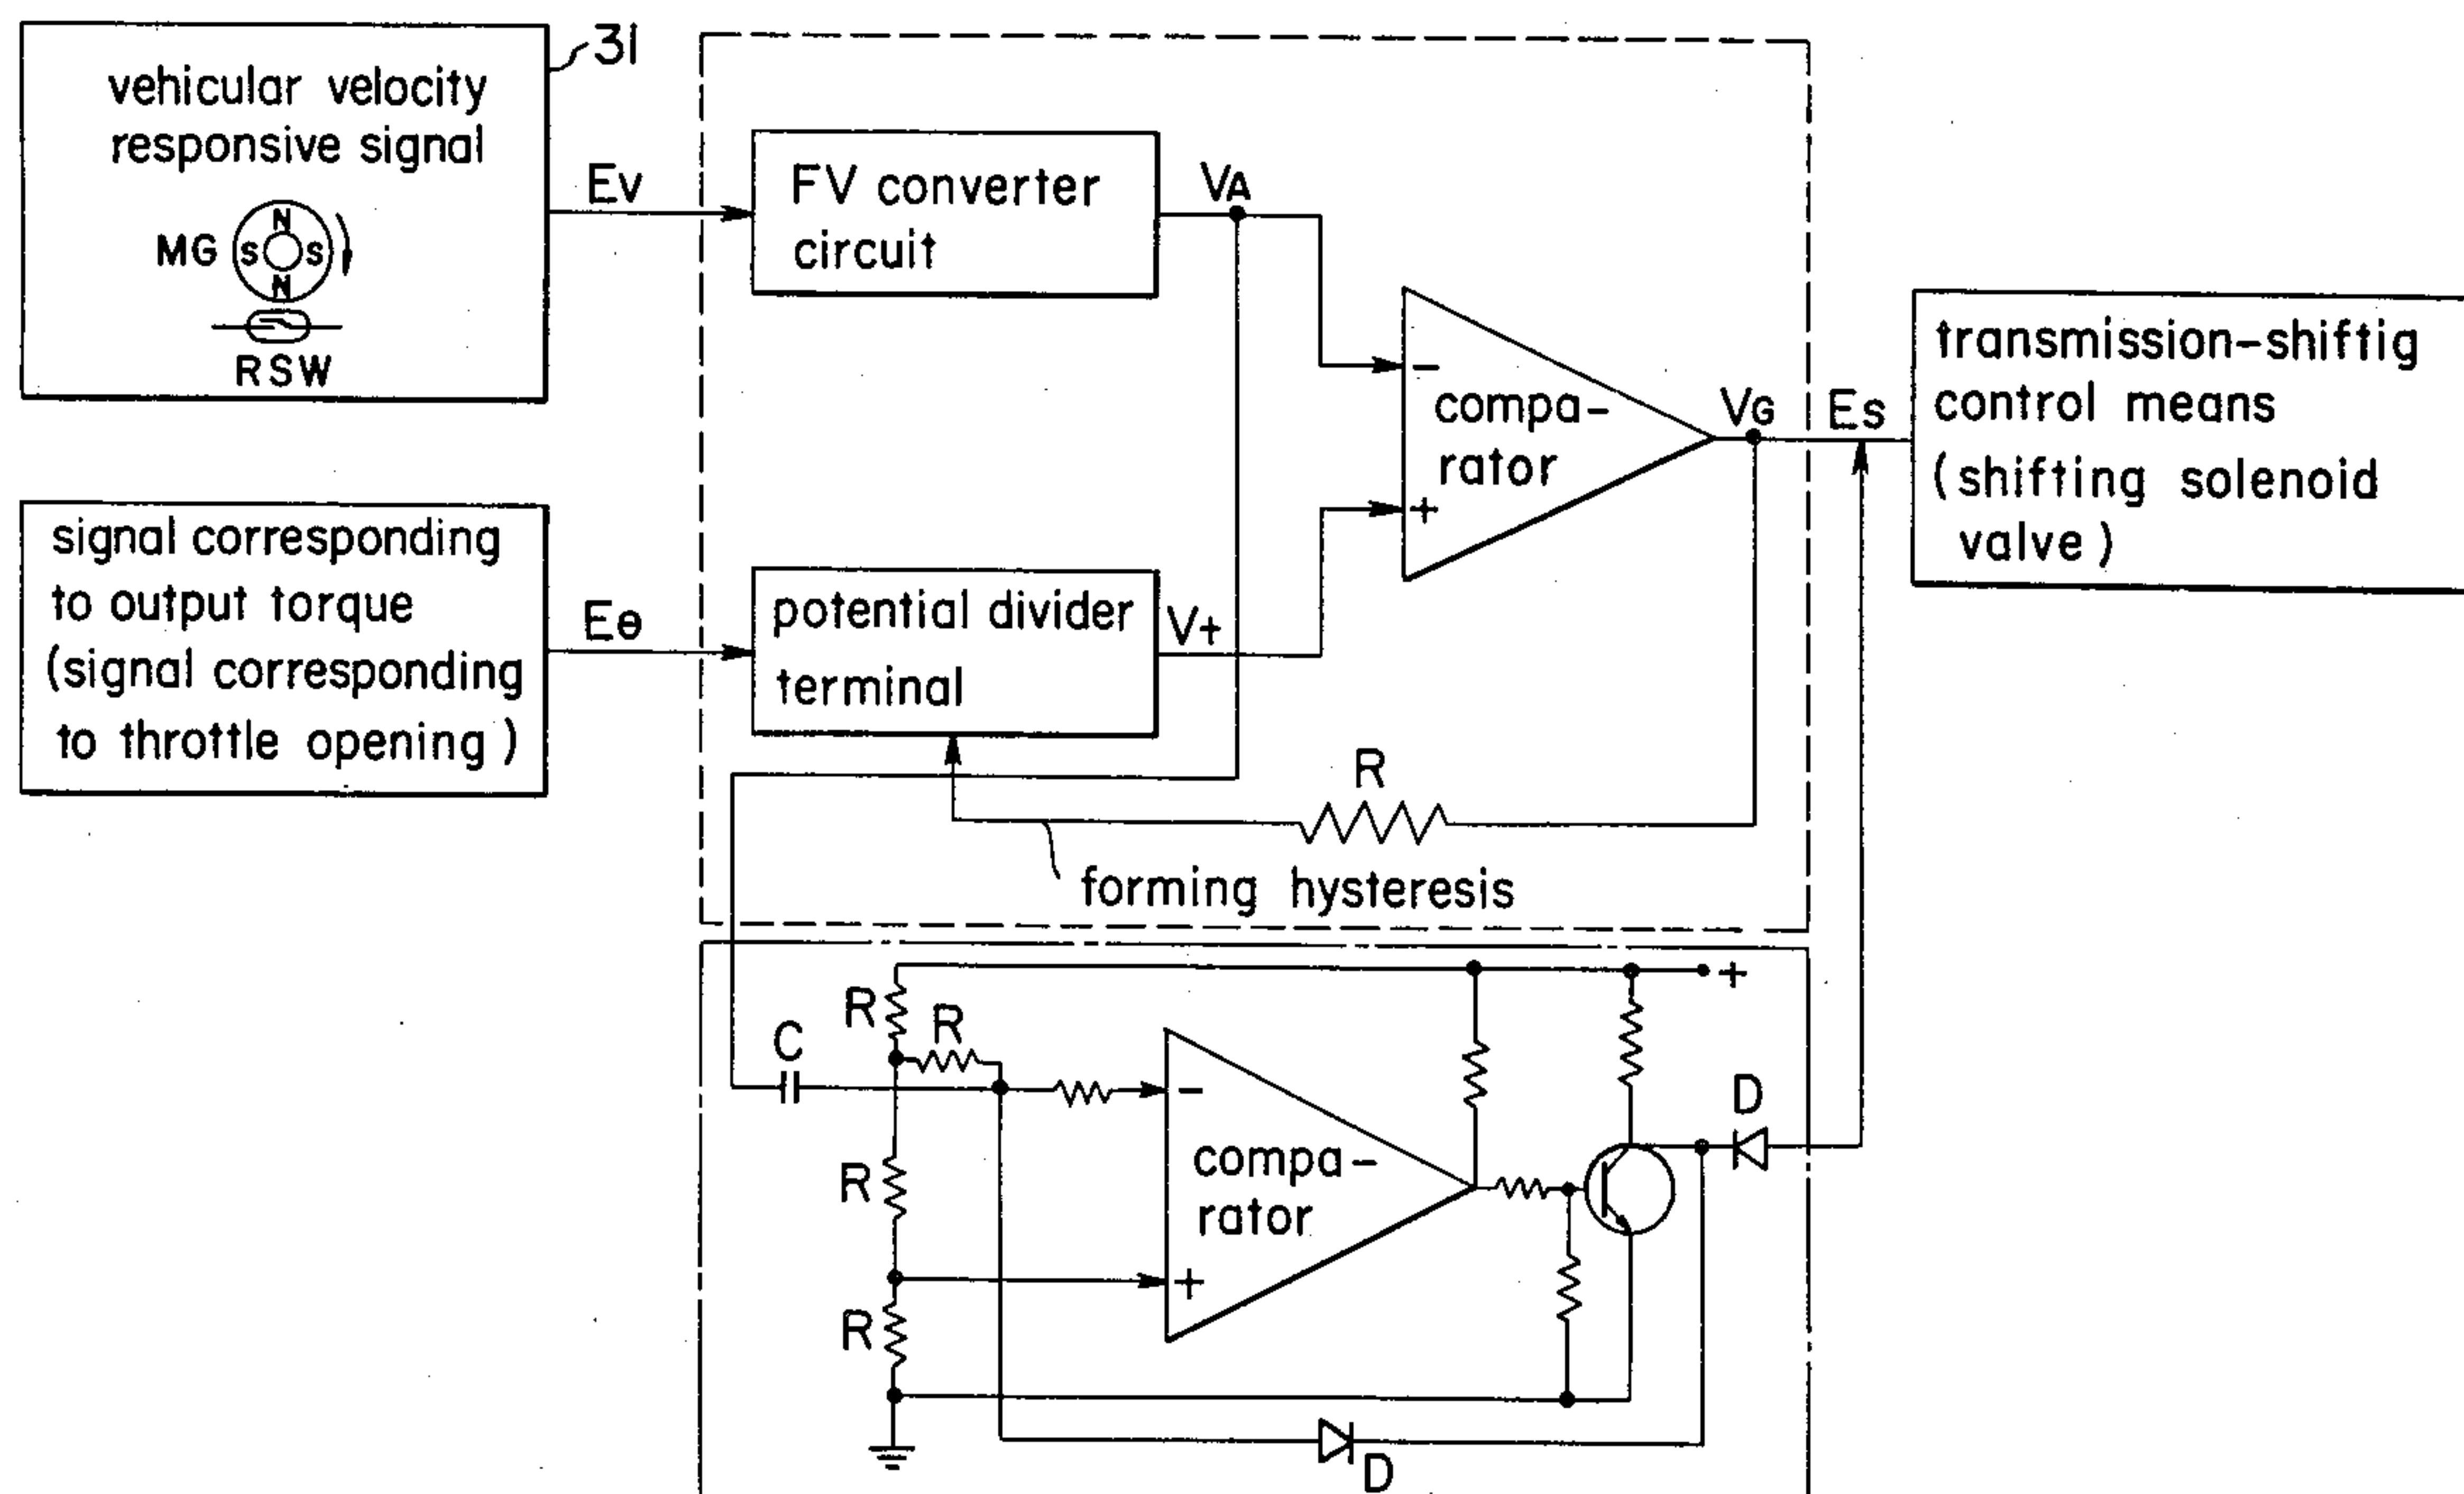 31
vehicular velocity
responsive signal
N
MG S S
N
RSW
Ev
FV converter
circuit
VA
−
compa-
rator
+
VG
Es
transmission-shiftig
control means
(shifting solenoid
valve)
signal corresponding
to output torque
(signal corresponding
to throttle opening)
Eθ
potential divider
terminal
V+
R
forming hysteresis
+
R
R
C
−
compa-
rator
+
R
R
D
D